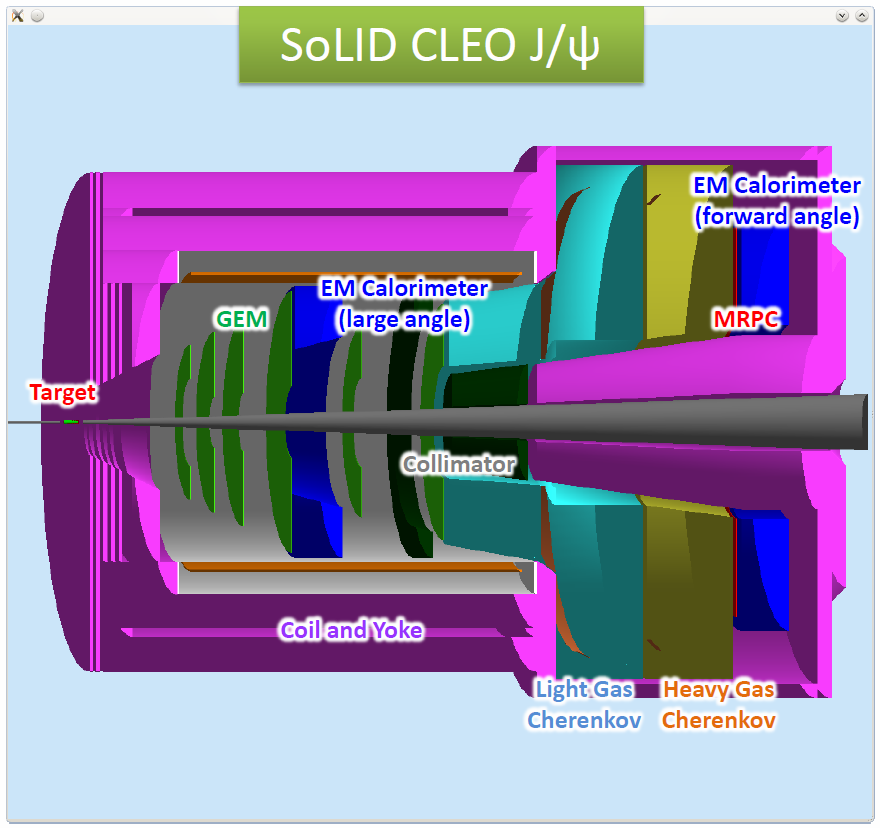 SoLID CLEO J/ψ
EM Calorimeter
(forward angle)
EM Calorimeter
(large angle)
GEM
MRPC
Target
Collimator
Coil and Yoke
Light Gas
Cherenkov
Heavy Gas
Cherenkov